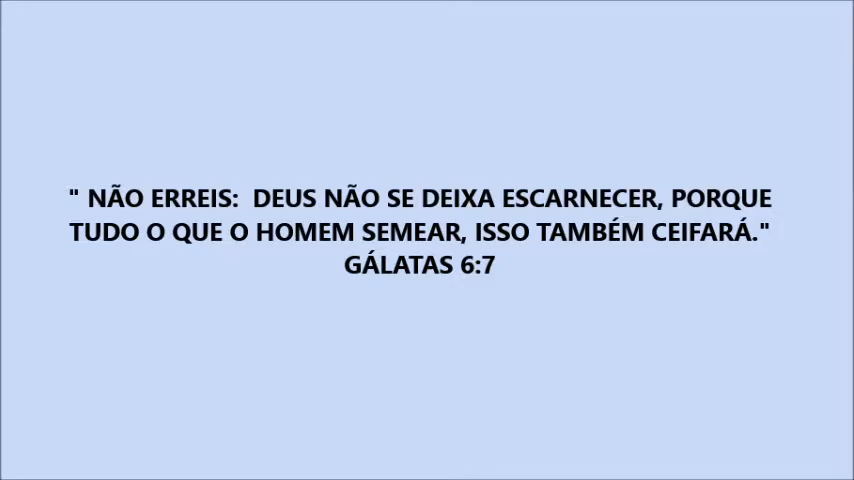 " NÃO ERREIS:  DEUS NÃO SE DEIXA ESCARNECER, PORQUE
TUDO O QUE O HOMEM SEMEAR, ISSO TAMBÉM CEIFARÁ."
GÁLATAS 6:7